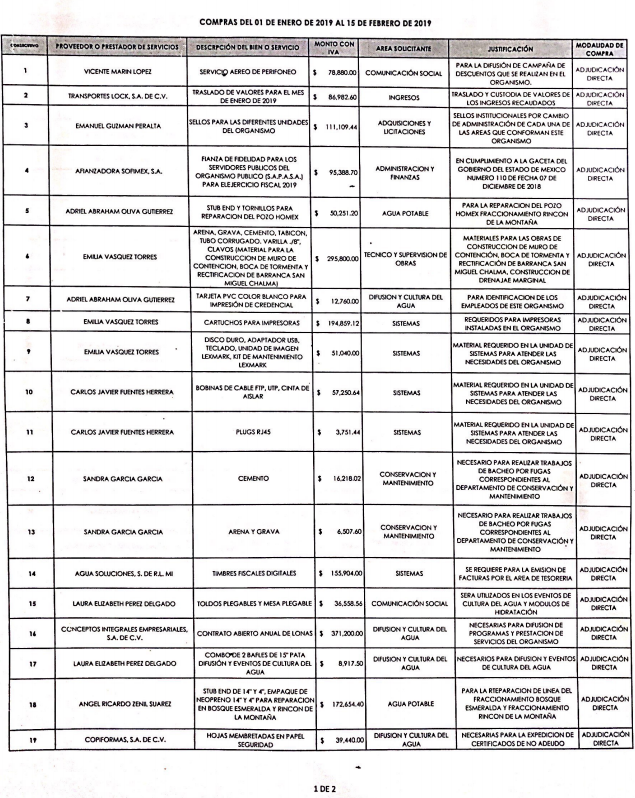 COMPRAS DEL 01 DE ENERO DE 2019 AL 15 DE FEBRERO DE 2019
CONSECUTIVO PROVEEDOR O PRESTADOR DE SERVICIOS DESCRPCIÓN DEL BIEN O SERVICIO MONTO CON IVA AREA SOLICITANTE JUSTIFICACIÓN MODALIDAD DE COMPRA
1 VICENTE MARIN LOPEZ SERVICIO AEREO DE PERIFONEO $ 78,880.00 COMUNICACIÓN SOCIAL PARA LA DIFUSIÓN DE CAMPAÑA DE DESCUENTOS QUE SE REALIZAN EN EL ORGANISMO. ADJUDICACIÓN DIRECTA
2 TRANSPORTES LOCK, S.A. DE C.V. TRASLADO DE VALORES PARA EL MES DE ENERO DE 2019 $ 86,982.60 INGRESOS TRASLADO Y CUSTODIA DE VALORES DE LOS INGRESOS RECAUDADOS ADJUDICACIÓN DIRECTA
3 EMANUEL GUZMAN PERALTA SELLOS PARA LAS DIFERENTES UNIDADES DEL ORGANISMO $ 111,109.44 ADQUISICIONES Y LICITACIONES SELLOS INSTITUCIONALES POR CAMBIO DE ADMINISTRACIÓN DE CADA UNA DE LAS AREAS QUE CONFORMAN ESTE ORGANISMO ADJUDICACIÓN DIRECTA
4 AFIANZADORA SOFIMEX, S.A. FIANZA DE FIDELIDAD PARA LOS SERVIDORES PUBLICOS DEL ORGANISMO PUBLICO (S.A.P.A.S.A.) PARA ELEJERCICIO FISCAL 2019 $ 95,388.70 ADMINISTRACION Y FINANZAS EN CUMPLIMIENTO A LA GACETA DEL GOBIERNO DEL ESTADO DE MEXICO NUMERO 110 DE FECHA 07 DE DICIEMBRE DE 2018 ADJUDICACIÓN DIRECTA
5 ADRIEL ABRAHAM OLIVA GUTIERREZ STUB END Y TORNILLOS PARA REPARACION DEL POZO HOMEX $ 50,251.20 AGUA POTABLE PARA LA REPARACION DEL POZO HOMEX FRACCIONAMIENTO RINCON DE LA MONTAÑA ADJUDICACIÓN DIRECTA
6 EMILIA VASQUEZ TORRES ARENA, GRAVA, CEMENTO, TABICON, TUBO CORRUGADO, VARILLA CLAVOS (MATERIAL PARA LA CONSTRUCCION DE MURO DE CONTENCION, BOCA DE TORMENTA Y RECTIFICACION DE BARRANCA SAN MIGUEL CHALMA) $ 295,800.00 TECNICO Y SUPERVISION DE OBRAS MATERIALES PARA LAS OBRAS DE CONSTRUCCION DE MURO DE CONTENCIÓN, BOCA DE TORMENTA Y RECTIFICACIÓN DE BARRANCA SAN MIGUEL CHALMA, CONSTRUCCION DE DRENAJAE MARGINAL ADJUDICACIÓN DIRECTA
7 ADRIEL ABRAHAM OLIVA GUTIERREZ TARJETA PVC COLOR BLANCO PARA IMPRESIÓN DE CREDENCIAL $ 12,760.00 DIFUSION Y CULTURA DEL AGUA PARA IDENTIFICACION DE LOS EMPLEADOS DE ESTE ORGANISMO ADJUDICACIÓN DIRECTA
8 EMILIA VASQUEZ TORRES CARTUCHOS PARA IMPRESORAS $ 194,859.12 SISTEMAS REQUERIDOS PARA IMPRESORAS INSTALADAS EN EL ORGANISMO ADJUDICACIÓN DIRECTA
9 EMILIA VASQUEZ TORRES DISCO DURO, ADAPTADOR USB, TECLADO, UNIDAD DE IMAGEN LEXMARK, KIT DE MANTENIMIENTO LEXMARK $ 51,040.00 SISTEMAS MATERIAL REQUERIDO EN LA UNIDAD DE SISTEMAS PARA ATENDER LAS NECESIDADES DEL ORGANISMO ADJUDICACIÓN DIRECTA
10 CARLOS JAVIER FUENTES HERRERA BOBINAS DE CABLE FTP, UTP, CINTA DE AISLAR $ 57,250.64 SISTEMAS MATERIAL REQUERIDO EN LA UNIDAD DE SISTEMAS PARA ATENDER LAS NECESIDADES DEL ORGANISMO ADJUDICACIÓN DIRECTA
11 CARLOS JAVIER FUENTES HERRERA PLUGS RJ45 $ 3,751.44 SISTEMAS MATERIAL REQUERIDO EN LA UNIDAD DE SISTEMAS PARA ATENDER LAS NECESIDADES DEL ORGANISMO ADJUDICACIÓN DIRECTA
12 SANDRA GARCIA GARCIA CEMENTO $ 16,218.02 CONSERVACION Y MANTENIMIENTO NECESARIO PARA REALIZAR TRABAJOS DE BACHEO POR FUGAS CORRESPONDIENTES AL DEPARTAMENTO DE CONSERVACIÓN Y MANTENIMIENTO ADJUDICACIÓN DIRECTA
13 SANDRA GARCIA GARCIA ARENA Y GRAVA $ 6,507.60 CONSERVACION Y MANTENIMIENTO NECESARIO PARA REALIZAR TRABAJOS DE BACHEO POR FUGAS CORRESPONDIENTES AL DEPARTAMENTO DE CONSERVACIÓN Y MANTENIMIENTO ADJUDICACIÓN DIRECTA
14 AGUA SOLUCIONES, S. DE R.L. MI TIMBRES FISCALES DIGITALES $ 155,904.00 SISTEMAS SE REQUIERE PARA LA EMISION DE FACTURAS POR EL AREA DE TESORERIA ADJUDICACIÓN DIRECTA
15 LAURA ELIZABETH PEREZ DELGADO TOLDOS PLEGABLES Y MESA PLEGABLE $ 36,558.56 COMUNICACIÓN SOCIAL SERA UTILIZADOS EN LOS EVENTOS DE CULTURA DEL AGUA Y MODULOS DE HIDRATACIÓN ADJUDICACIÓN DIRECTA
16 CONCEPTOS INTEGRALES EMPRESARIALES, S.A. DE C.V. CONTRATO ABIERTO ANUAL DE LONAS $ 371,200.00 DIFUSION Y CULTURA DEL AGUA NECESARIAS PARA DIFUSION DE PROGRAMAS Y PRESTACION DE SERVICIOS DEL ORGANISMO ADJUDICACIÓN DIRECTA
17 LAURA ELIZABETH PEREZ DELGADO COMBO DE 2 BAFLES DE 15" PATA DIFUSIÓN Y EVENTOS DE CULTURA DEL AGUA $ 8,917.50 DIFUSION Y CULTURA DEL AGUA NECESARIOS PARA DIFUSION Y EVENTOS DE CULTURA DEL AGUA ADJUDICACIÓN DIRECTA
18 ANGEL RICARDO ZENIL SUAREZ STUB END DE 14" Y 4", EMPAQUE DE NEOPRENO 14" Y 4" PARA REPARACION EN BOSQUE ESMERALDA Y RINCON DE LA MONTAÑA $ 172,654.40 AGUA POTABLE PARA LA RTEPARACION DE LINEA DEL FRACCIONAMIENTO BOSQUE ESMERALDA Y FRACCIONAMIENTO RINCON DE LA MONTAÑA ADJUDICACIÓN DIRECTA
19 COPIFORMAS, S.A. DE C.V. HOJAS MEMBRETADAS EN PAPEL SEGURIDAD $ 39,440.00 DIFUSION Y CULTURA DEL AGUA NECESARIAS PARA LA EXPEDICION DE CERTIFICADOS DE NO ADEUDO ADJUDICACIÓN DIRECTA
1 DE 2